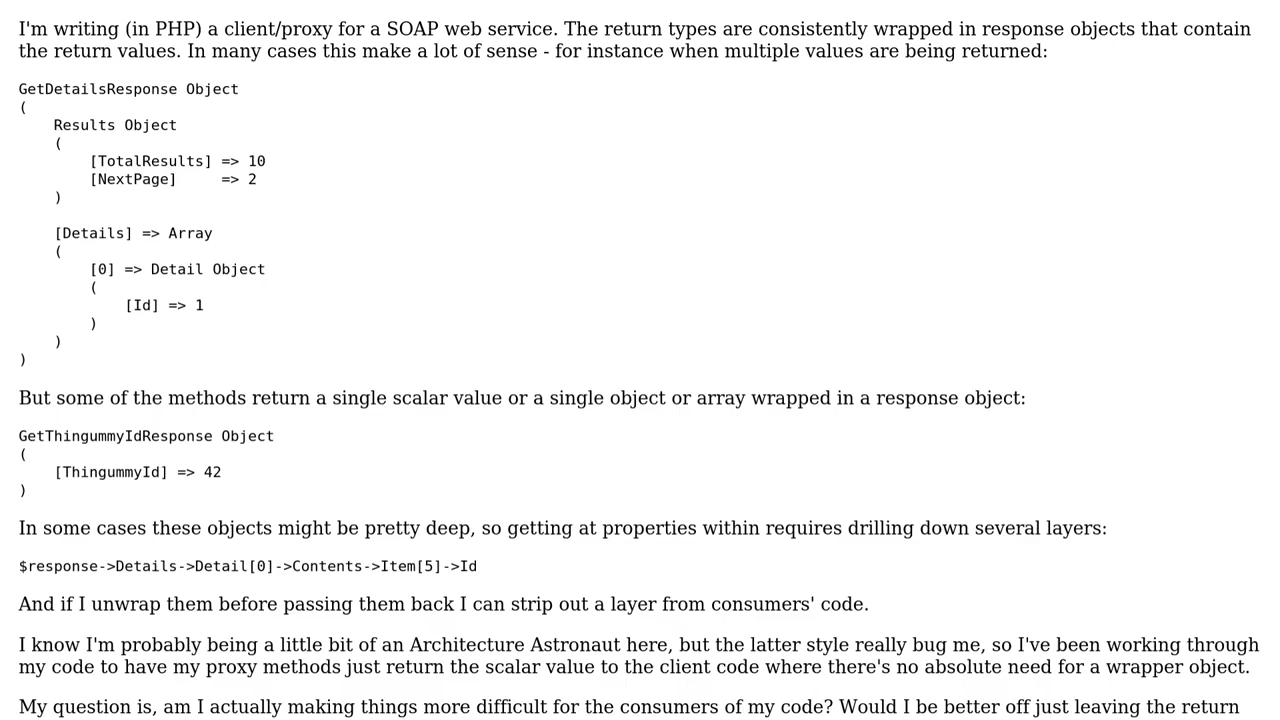 I'm writing (in PHP) a client/proxy for a SOAP web service. The return types are consistently wrapped in response objects that contain
the return values. In many cases this make a lot of sense - for instance when multiple values are being returned:
GetDetailsResponse Object
(
    Results Object
    (
        [TotalResults] => 10
        [NextPage]     => 2
    )
    [Details] => Array
    (
        [0] => Detail Object
        (
            [Id] => 1
        )
    )
)
But some of the methods return a single scalar value or a single object or array wrapped in a response object:
GetThingummyIdResponse Object
(
    [ThingummyId] => 42
)
In some cases these objects might be pretty deep, so getting at properties within requires drilling down several layers:
$response->Details->Detail[0]->Contents->Item[5]->Id
And if I unwrap them before passing them back I can strip out a layer from consumers' code.
I know I'm probably being a little bit of an Architecture Astronaut here, but the latter style really bug me, so I've been working through
my code to have my proxy methods just return the scalar value to the client code where there's no absolute need for a wrapper object.
My question is, am I actually making things more difficult for the consumers of my code? Would I be better off just leaving the return